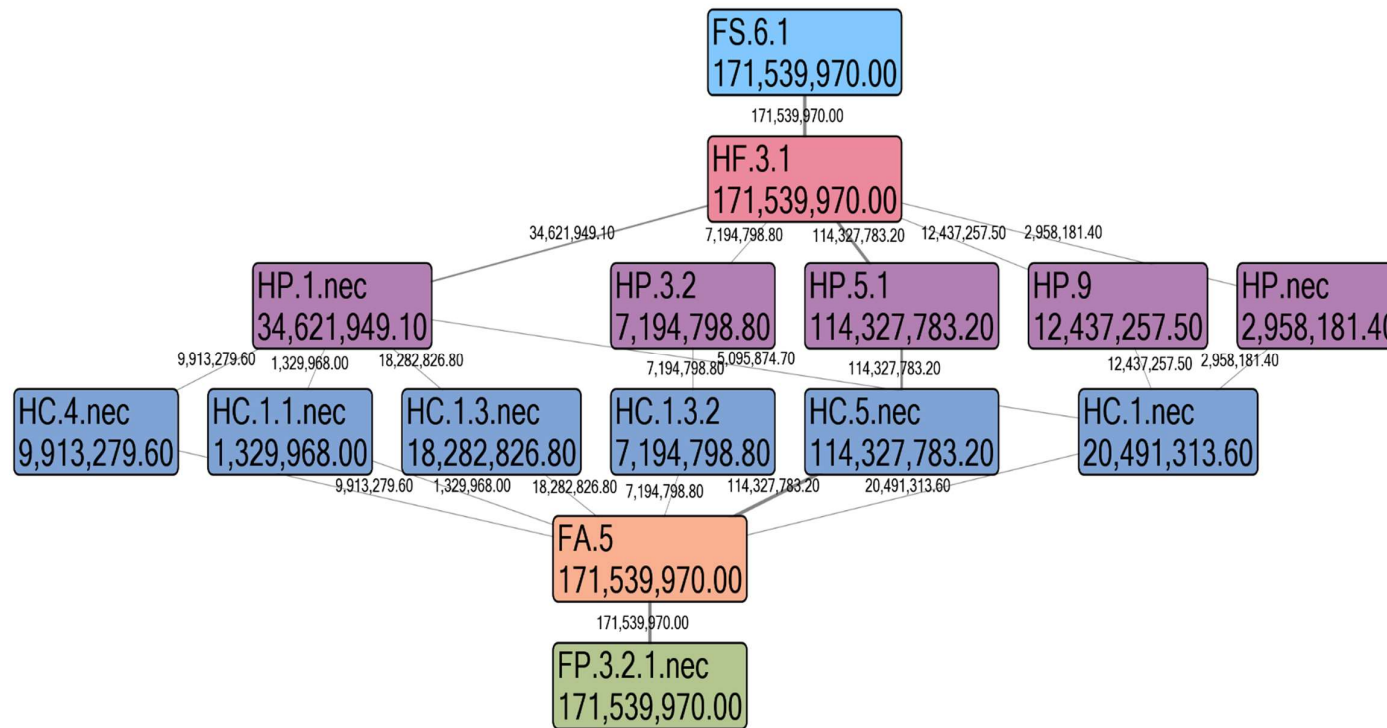 FS.6.1
171,539,970.00
171,539,970.00
HF.3.1
171,539,970.00
34,621,949.10
7,194,798.80
114,327,783.20
12,437,257.50
2,958,181.40
HP.1.nec
34,621,949.10
HP.3.2
7,194,798.80
HP.5.1
114,327,783.20
HP.9
12,437,257.50
HP.nec
2,958,181.40
9,913,279.60
1,329,968.00
18,282,826.80
7,194,798.80
5,095,874.70
114,327,783.20
12,437,257.50
2,958,181.40
HC.4.nec
9,913,279.60
HC.1.1.nec
1,329,968.00
HC.1.3.nec
18,282,826.80
HC.1.3.2
7,194,798.80
HC.5.nec
114,327,783.20
HC.1.nec
20,491,313.60
9,913,279.60
1,329,968.00
18,282,826.80
7,194,798.80
114,327,783.20
20,491,313.60
FA.5
171,539,970.00
171,539,970.00
FP.3.2.1.nec
171,539,970.00